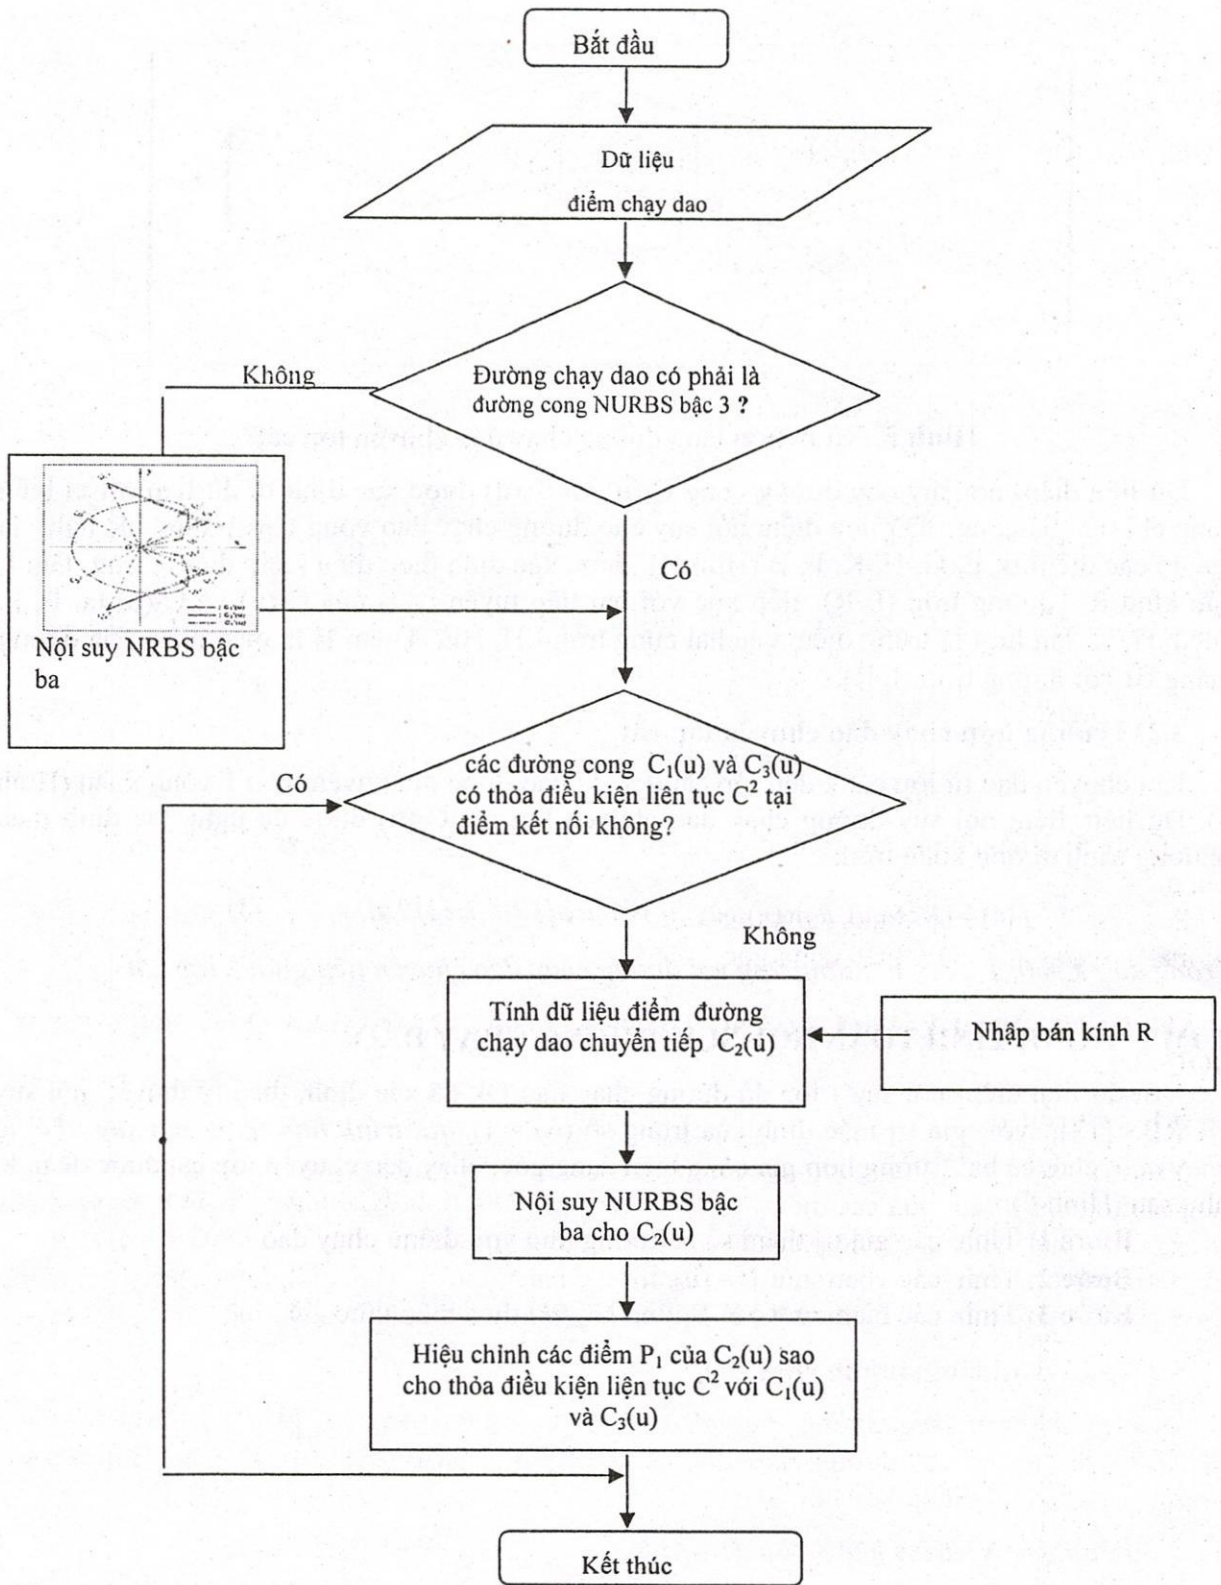 Bắt đầu
Dữ liệu
điểm chạy dao
Không
Đường chạy dao có phải là
đường cong NURBS bậc 3 ?
Nội suy NRBS bậc
ba
Có
Có
các đường cong C₁(u) và C₃(u)
có thỏa điều kiện liên tục C² tại
điểm kết nối không?
Không
Tính dữ liệu điểm đường
chạy dao chuyển tiếp C₂(u)
Nhập bán kính R
Nội suy NURBS bậc
ba cho C₂(u)
Hiệu chỉnh các điểm P₁ của C₂(u) sao
cho thỏa điều kiện liện tục C² với C₁(u)
và C₃(u)
Kết thúc